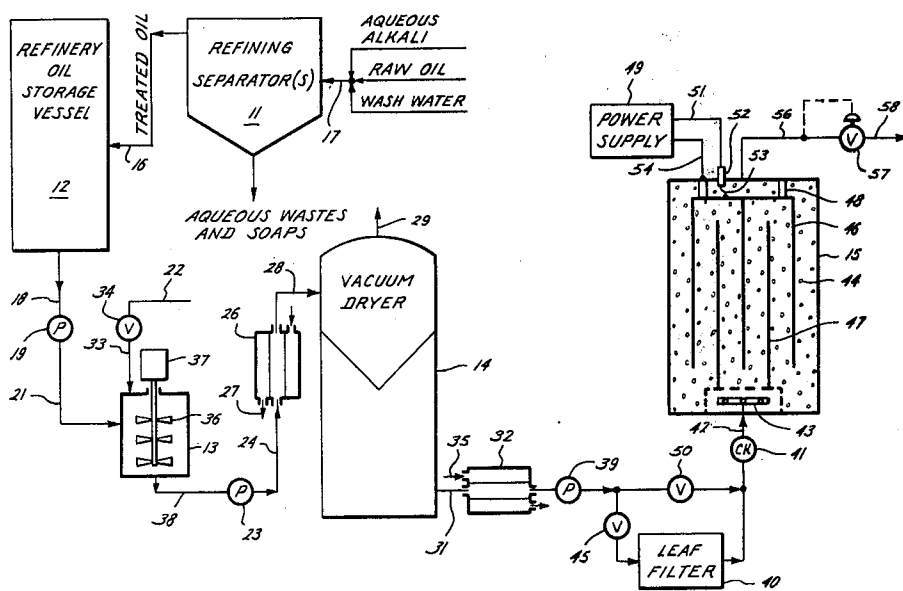 REFINERY
OIL
STORAGE
VESSEL
12
TREATED OIL
16
REFINING
SEPARATOR(S)
11
AQUEOUS
ALKALI
RAW OIL
WASH WATER
17
AQUEOUS WASTES
AND SOAPS
49
POWER
SUPPLY
51
52
53
54
56
58
V
57
48
46
15
44
47
43
42
CK
41
29
28
VACUUM
DRYER
14
26
27
24
18
P
19
21
22
34
V
33
37
36
13
38
P
23
35
32
31
39
P
50
V
V
45
LEAF
FILTER
40